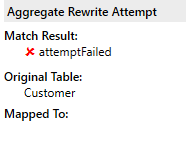 Aggregate Rewrite Attempt
Match Result:
attemptFailed
Original Table:
Customer
Mapped To: